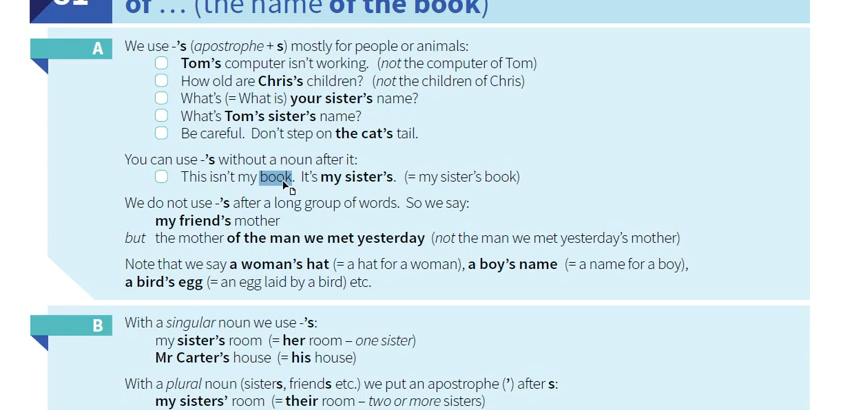 81 of … (the name of the book)
A
We use -’s (apostrophe + s) mostly for people or animals:
Tom’s computer isn’t working. (not the computer of Tom)
How old are Chris’s children? (not the children of Chris)
What’s (= What is) your sister’s name?
What’s Tom’s sister’s name?
Be careful. Don’t step on the cat’s tail.
You can use -’s without a noun after it:
This isn’t my book. It’s my sister’s. (= my sister’s book)
We do not use -’s after a long group of words. So we say:
my friend’s mother
but the mother of the man we met yesterday (not the man we met yesterday’s mother)
Note that we say a woman’s hat (= a hat for a woman), a boy’s name (= a name for a boy),
a bird’s egg (= an egg laid by a bird) etc.
B
With a singular noun we use -’s:
my sister’s room (= her room – one sister)
Mr Carter’s house (= his house)
With a plural noun (sisters, friends etc.) we put an apostrophe (’) after s:
my sisters’ room (= their room – two or more sisters)